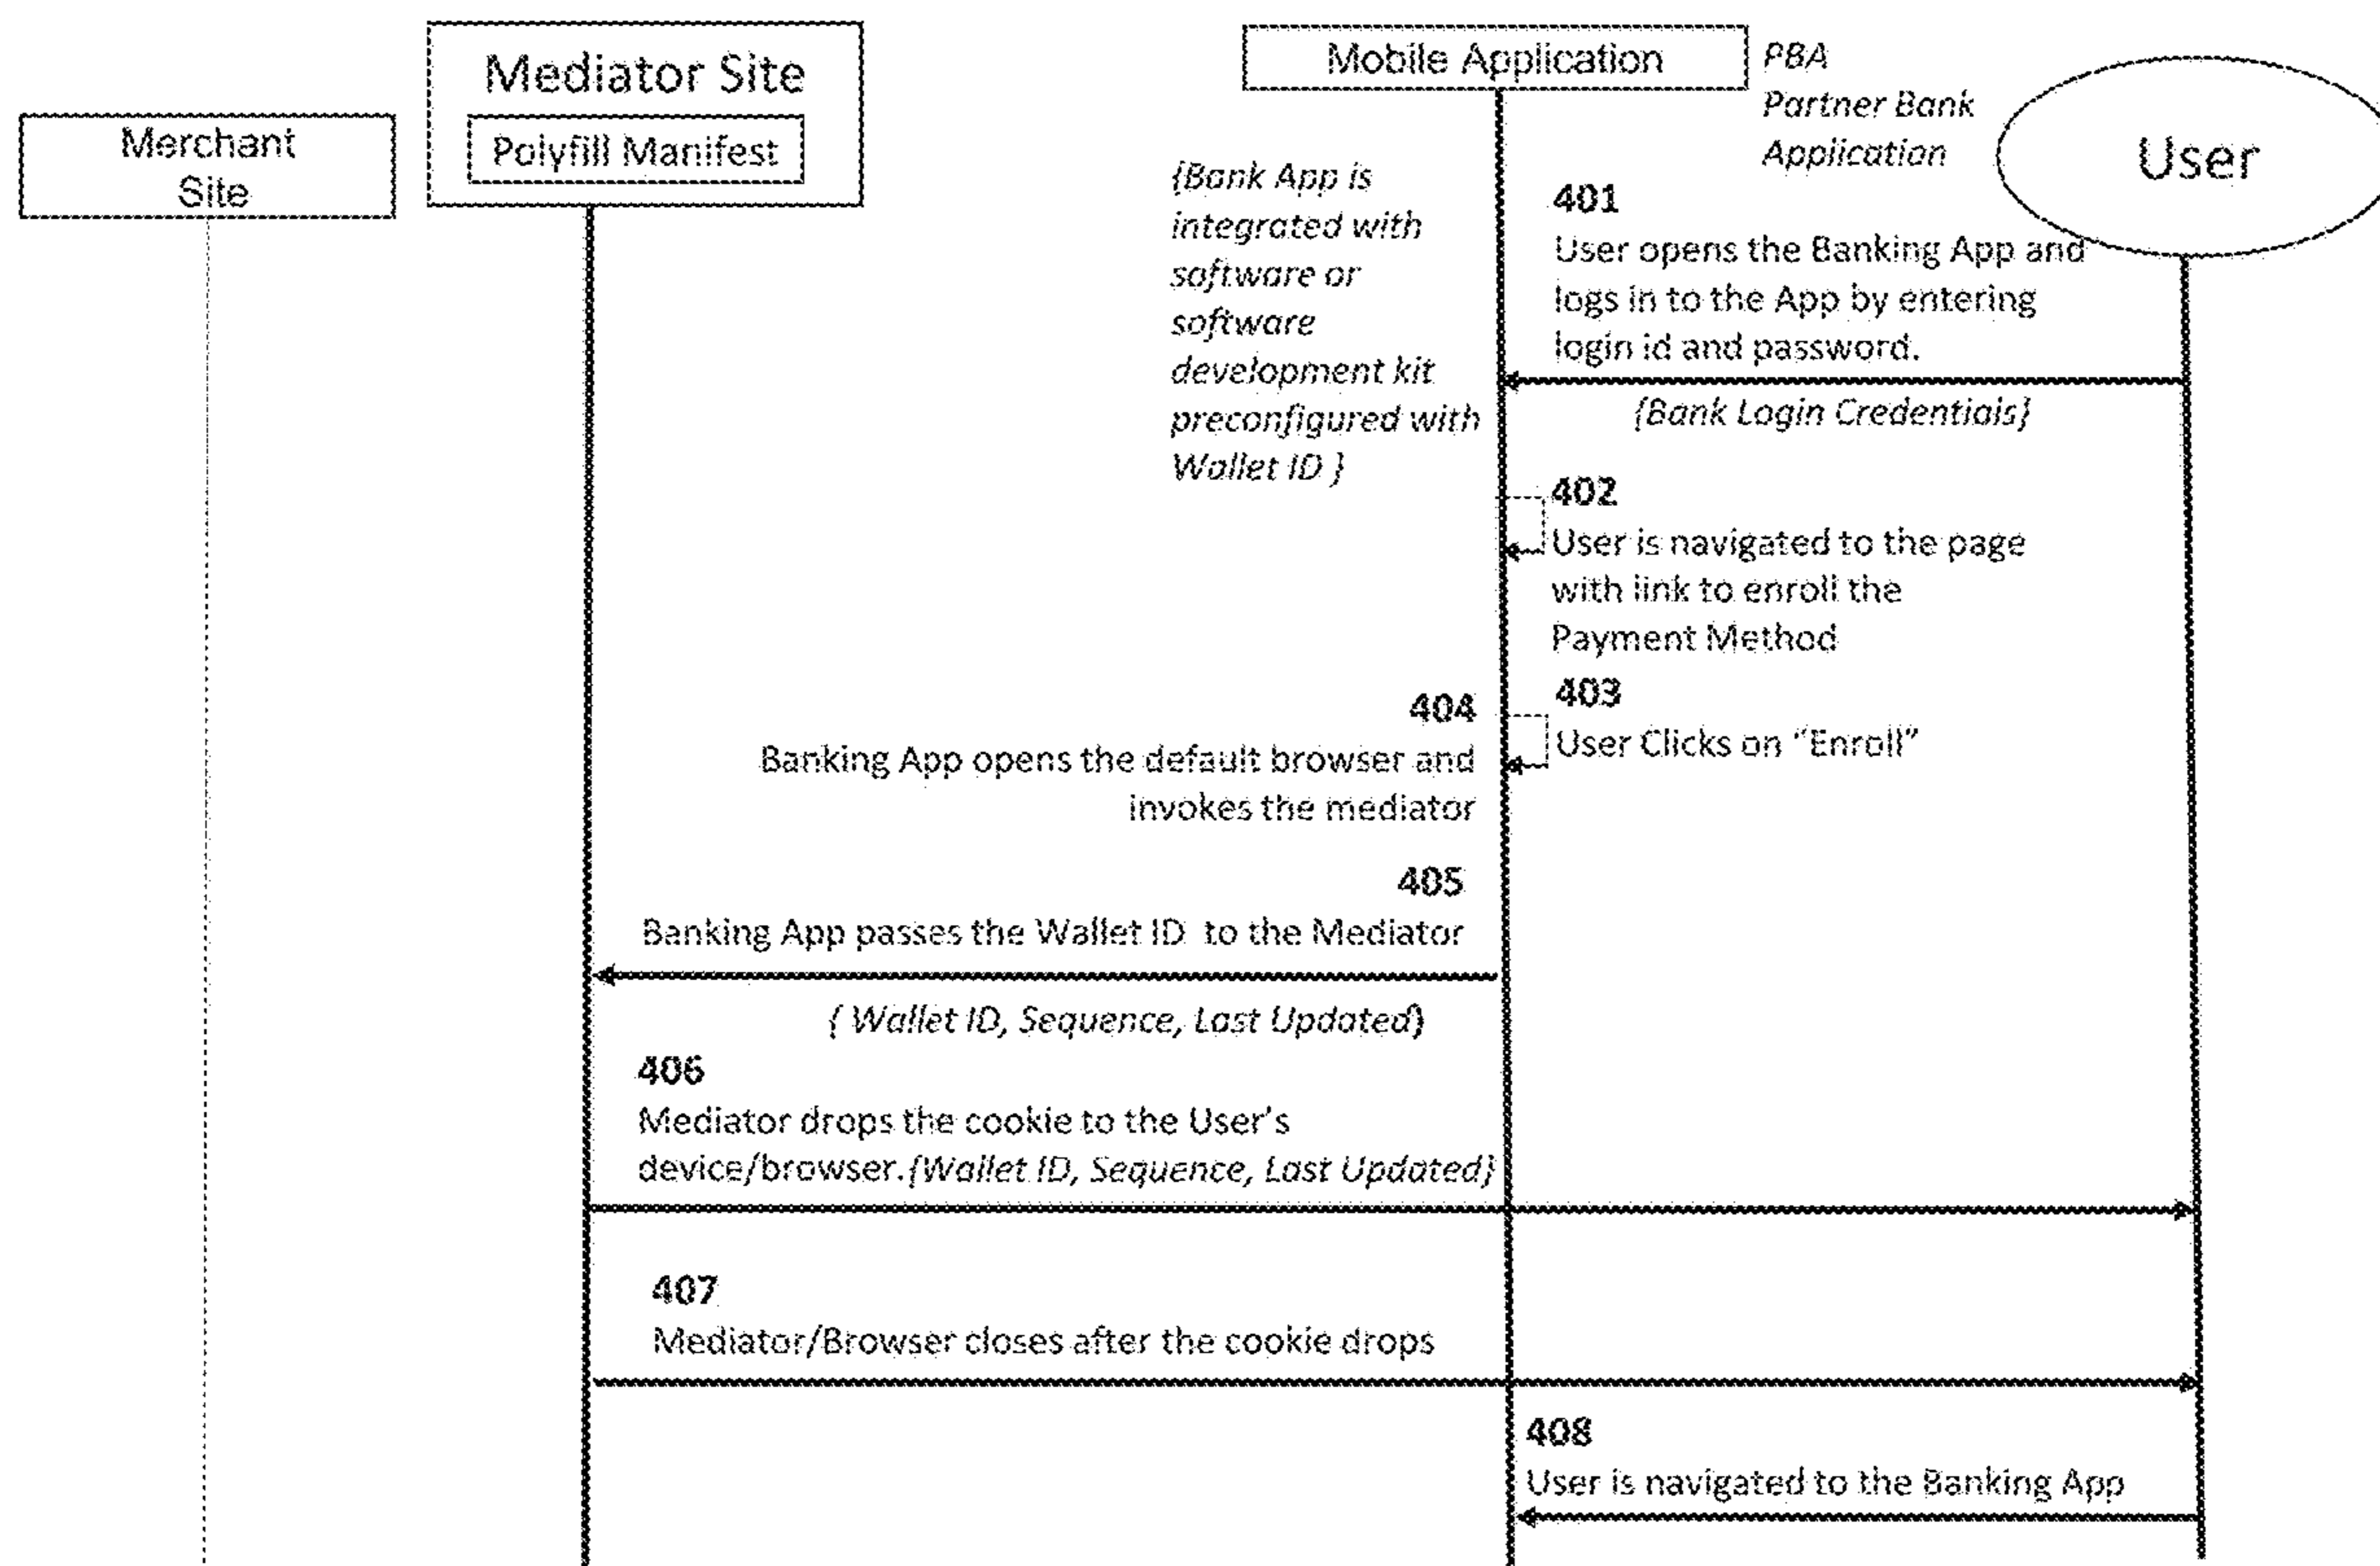 Merchant
Site
Mediator Site
Polyfill Manifest
Mobile Application
PBA
Partner Bank
Application
User
{Bank App is
integrated with
software or
software
development kit
preconfigured with
Wallet ID }
401
User opens the Banking App and
logs in to the App by entering
login id and password.
{Bank Login Credentials}
402
User is navigated to the page
with link to enroll the
Payment Method
403
User Clicks on “Enroll”
404
Banking App opens the default browser and
invokes the mediator
405
Banking App passes the Wallet ID to the Mediator
{ Wallet ID, Sequence, Last Updated)
406
Mediator drops the cookie to the User's
device/browser.{Wallet ID, Sequence, Last Updated}
407
Mediator/Browser closes after the cookie drops
408
User is navigated to the Banking App